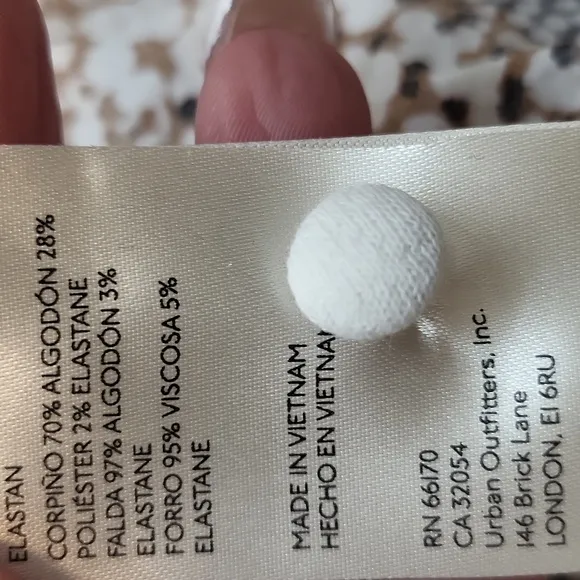 ELASTAN
CORPIÑO 70% ALGODÓN 28%
POLIÉSTER 2% ELASTANE
FALDA 97% ALGODÓN 3%
ELASTANE
FORRO 95% VISCOSA 5%
ELASTANE
MADE IN VIETNAM
HECHO EN VIETNA
RN 66170
CA 32054
Urban Outfitters, Inc.
146 Brick Lane
LONDON, E1 6RU